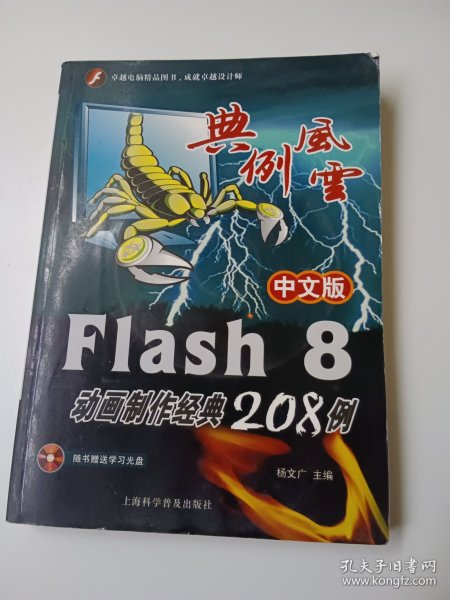 卓越电脑精品图书，成就卓越设计师
典例風雲
中文版
Flash 8
动画制作经典208例
随书赠送学习光盘
杨文广 主编
上海科学普及出版社
孔夫子旧书网
www.kongfz.com